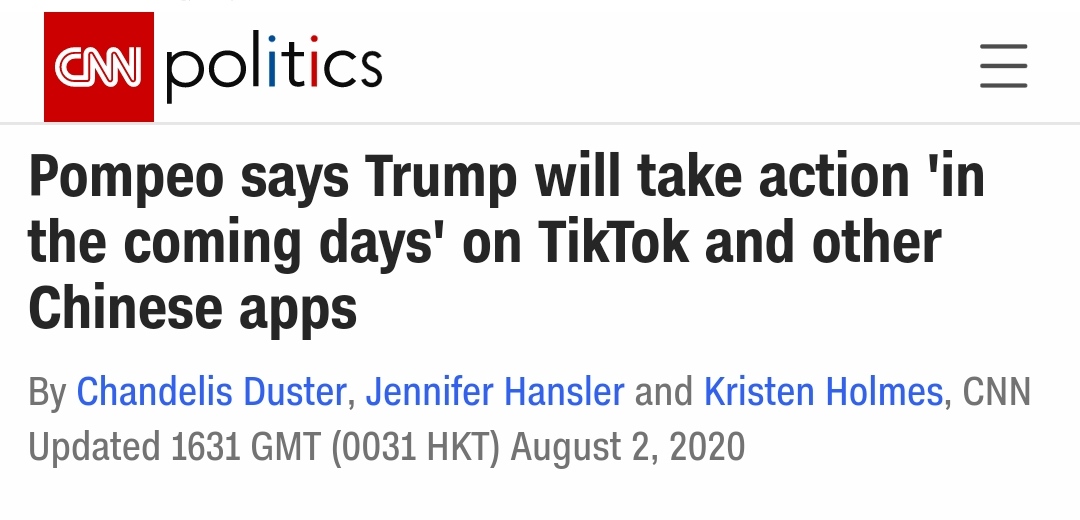 CNN politics
Pompeo says Trump will take action 'in
the coming days' on TikTok and other
Chinese apps
By Chandelis Duster, Jennifer Hansler and Kristen Holmes, CNN
Updated 1631 GMT (0031 HKT) August 2, 2020